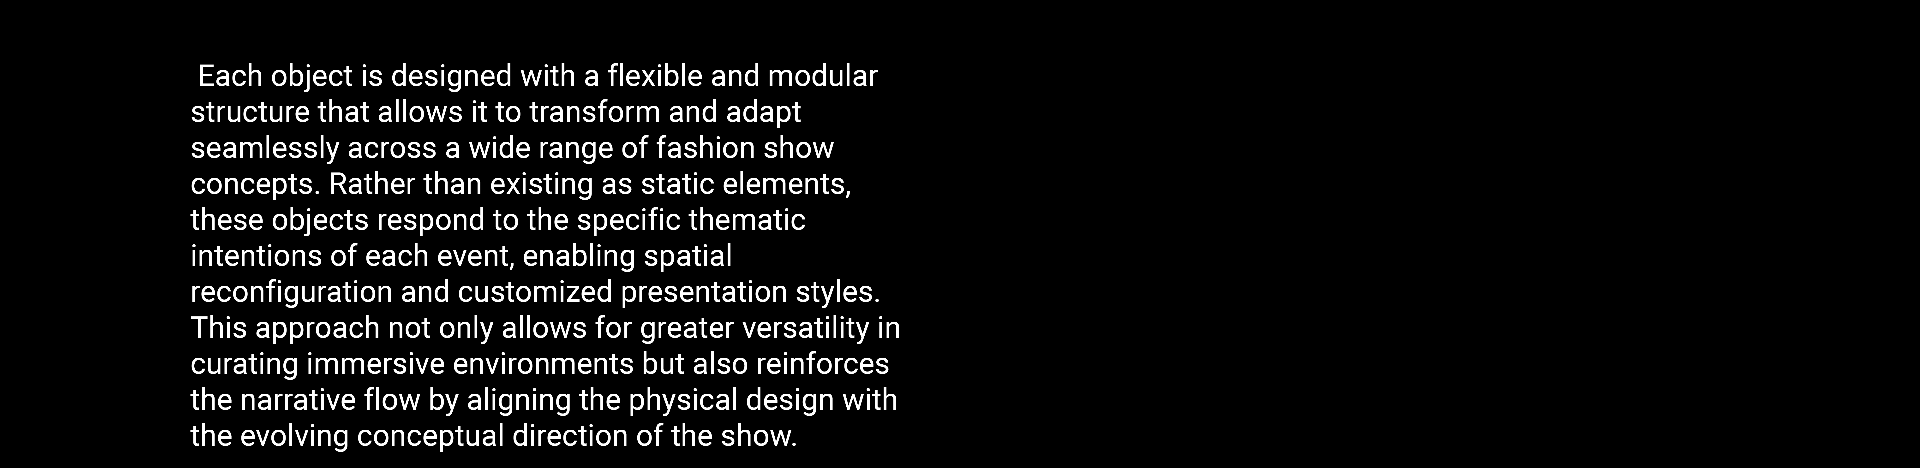 Each object is designed with a flexible and modular
structure that allows it to transform and adapt
seamlessly across a wide range of fashion show
concepts. Rather than existing as static elements,
these objects respond to the specific thematic
intentions of each event, enabling spatial
reconfiguration and customized presentation styles.
This approach not only allows for greater versatility in
curating immersive environments but also reinforces
the narrative flow by aligning the physical design with
the evolving conceptual direction of the show.